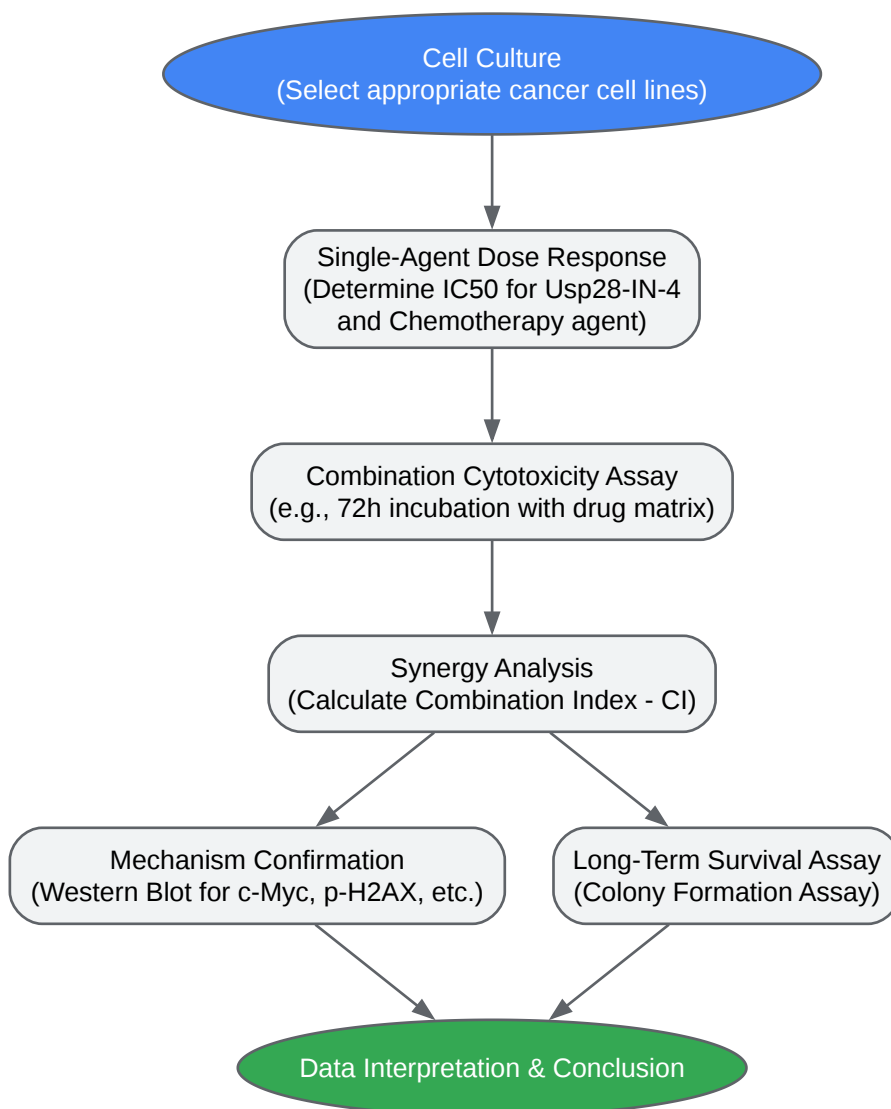 Cell Culture
(Select appropriate cancer cell lines)
Single-Agent Dose Response
(Determine IC50 for Usp28-IN-4
and Chemotherapy agent)
Combination Cytotoxicity Assay
(e.g., 72h incubation with drug matrix)
Synergy Analysis
(Calculate Combination Index - CI)
Mechanism Confirmation
(Western Blot for c-Myc, p-H2AX, etc.)
Long-Term Survival Assay
(Colony Formation Assay)
Data Interpretation & Conclusion